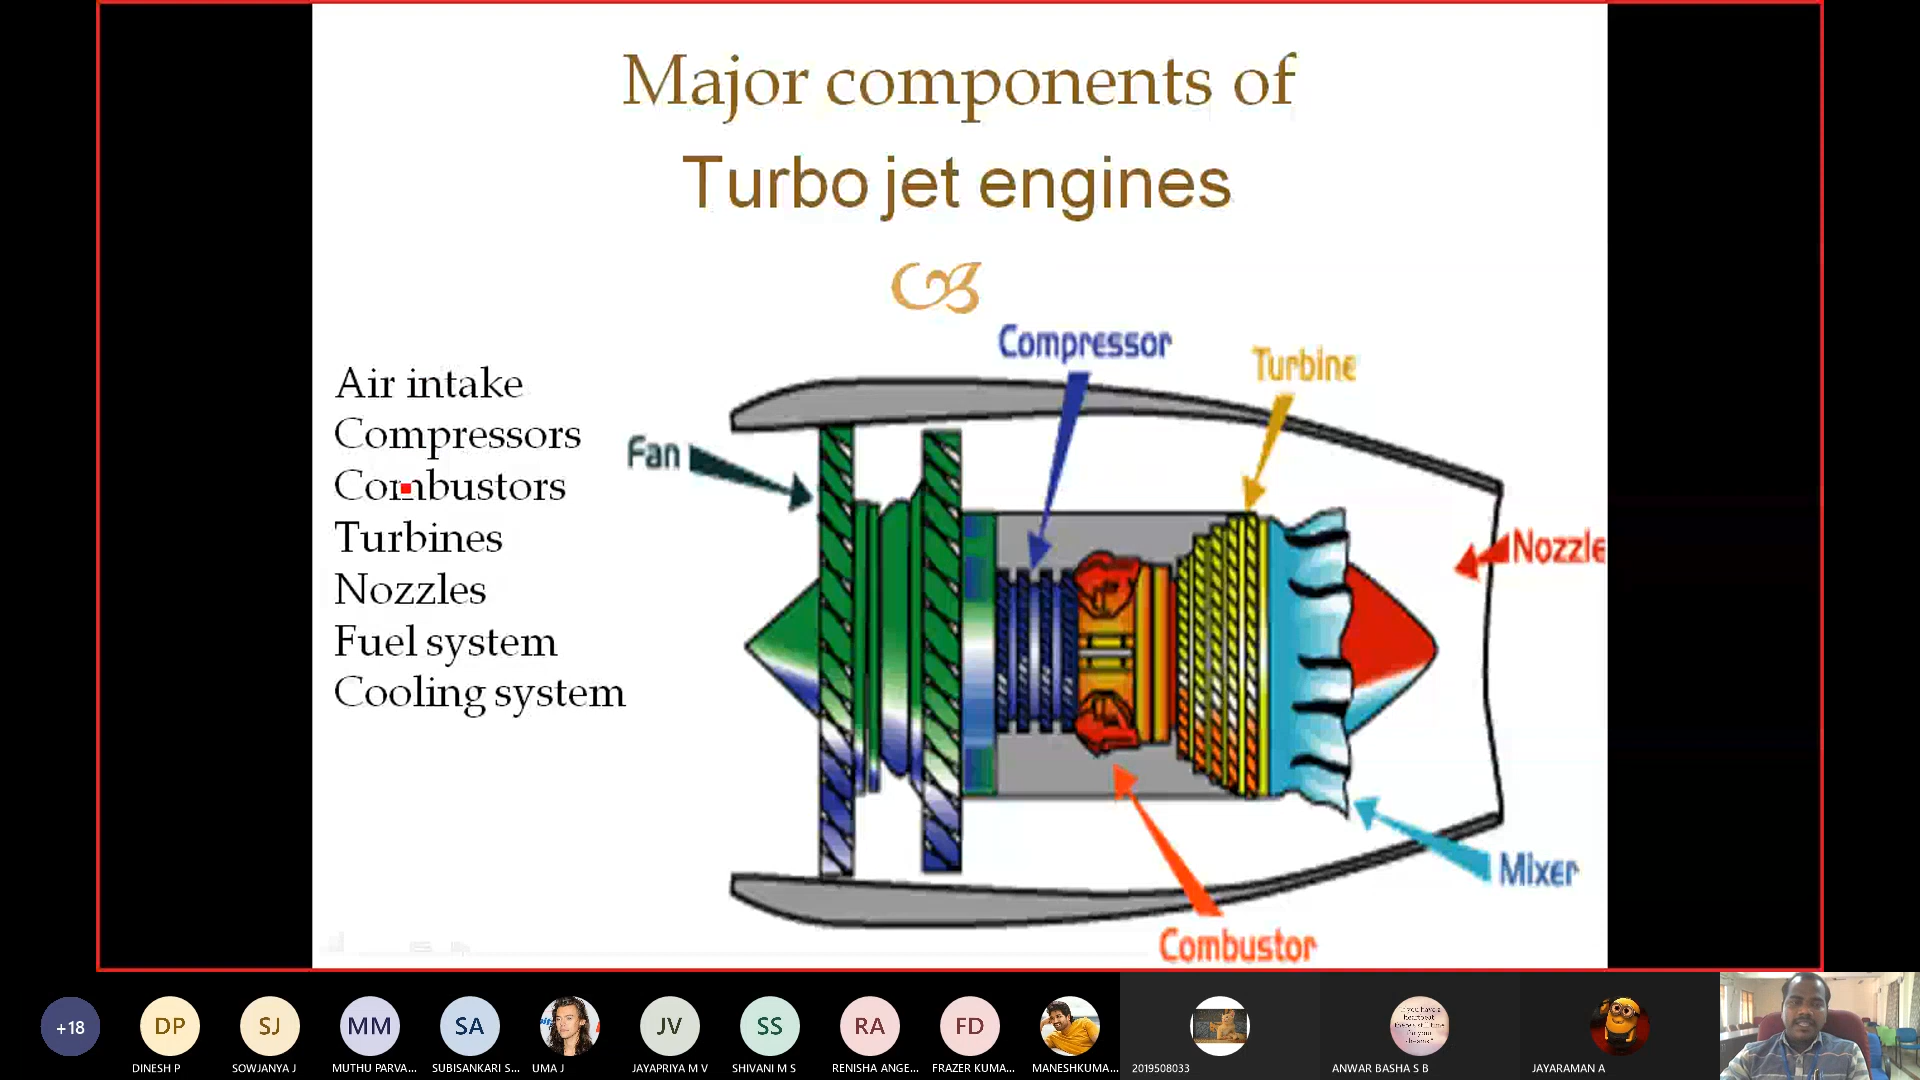 Major components of
Turbo jet engines
Compressor
Turbine
Air intake
Compressors
Fan
Combustors
Turbines
Nozzle
Nozzles
Fuel system
Cooling system
Mixer
Combustor
+18
DP
SJ
MM
SA
JV
SS
RA
FD
DINESH P
SOWJANYA J
MUTHU PARVA...
SUBISANKARI S...
UMA J
JAYAPRIYA M V
SHIVANI M S
RENISHA ANGE...
FRAZER KUMA...
MANESHKUMA...
2019508033
ANWAR BASHA S B
JAYARAMAN A